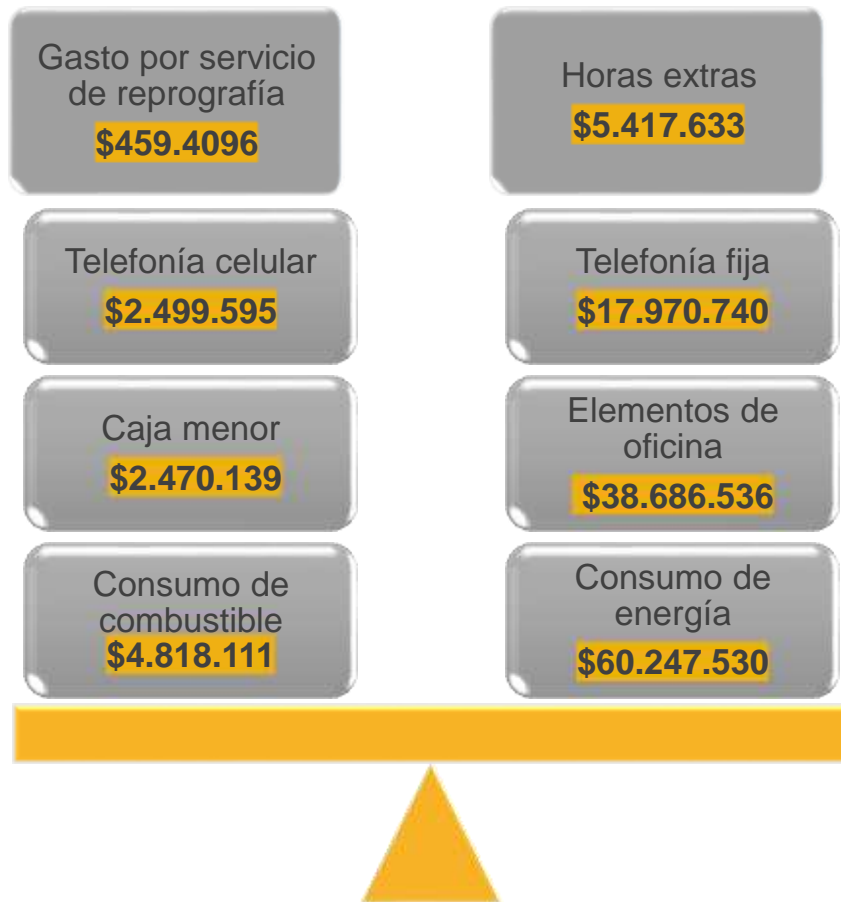 Gasto por servicio
de reprografía
$459.4096
Horas extras
$5.417.633
Telefonía celular
$2.499.595
Telefonía fija
$17.970.740
Caja menor
$2.470.139
Elementos de
oficina
$38.686.536
Consumo de
combustible
$4.818.111
Consumo de
energía
$60.247.530